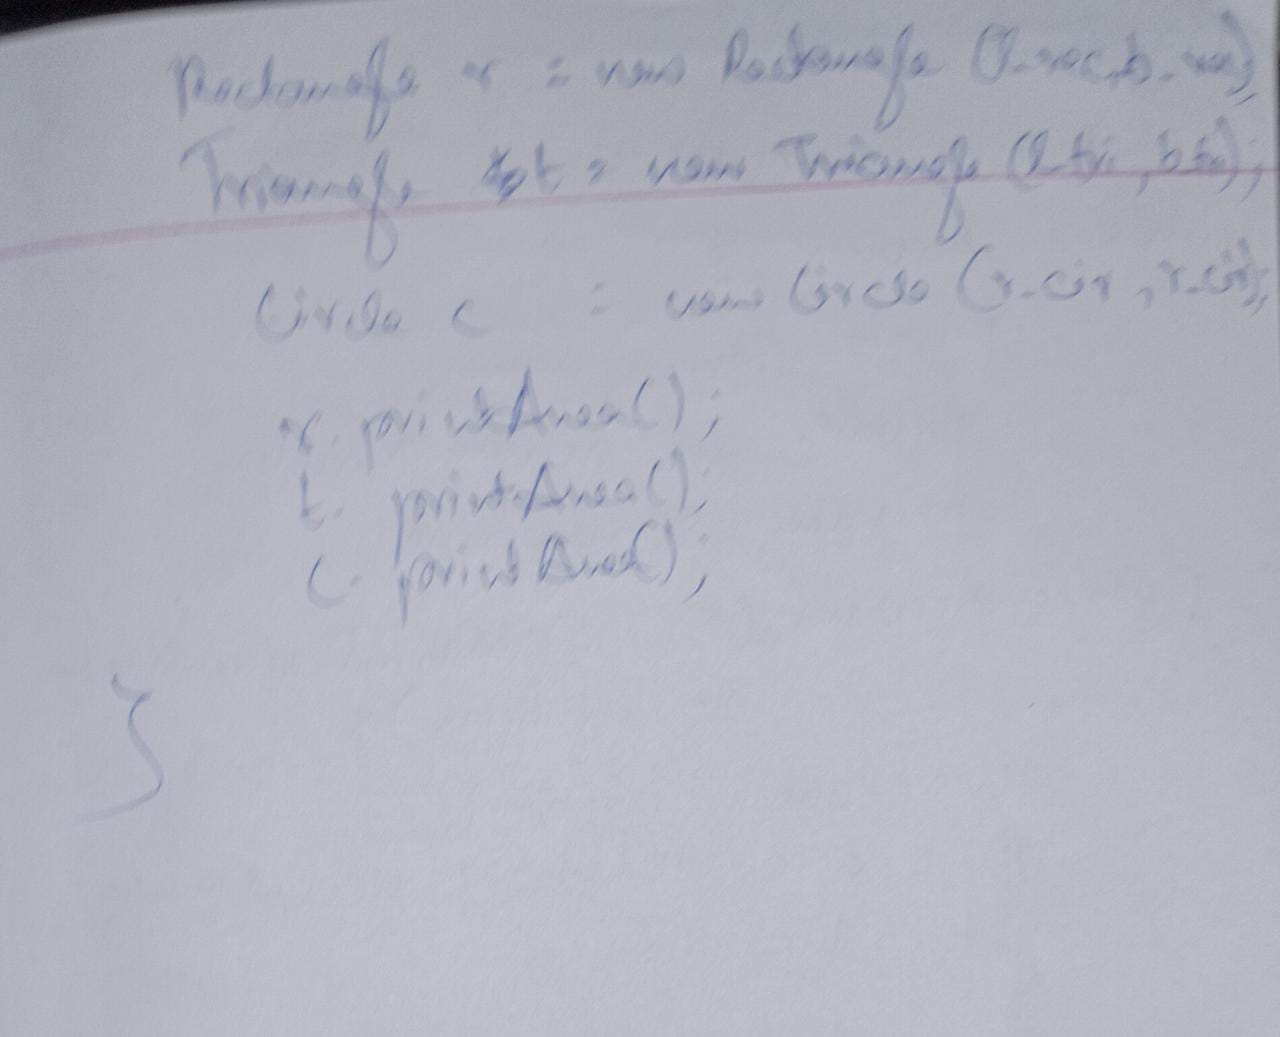 Rectangle r = new Rectangle (l_rec, b_rec);
Triangle t = new Triangle (l_tri, b_tri);
Circle c = new Circle (r_cir, r_cir);
r. printArea();
t. printArea();
c. printArea();
}